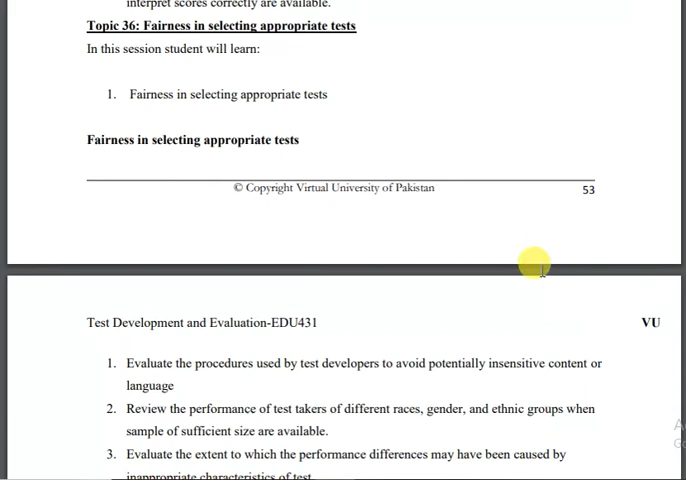 interpret scores correctly are available.
Topic 36: Fairness in selecting appropriate tests
In this session student will learn:
1. Fairness in selecting appropriate tests
Fairness in selecting appropriate tests
© Copyright Virtual University of Pakistan 53
Test Development and Evaluation-EDU431 VU
1. Evaluate the procedures used by test developers to avoid potentially insensitive content or
language
2. Review the performance of test takers of different races, gender, and ethnic groups when
sample of sufficient size are available.
3. Evaluate the extent to which the performance differences may have been caused by
inappropriate characteristics of test.